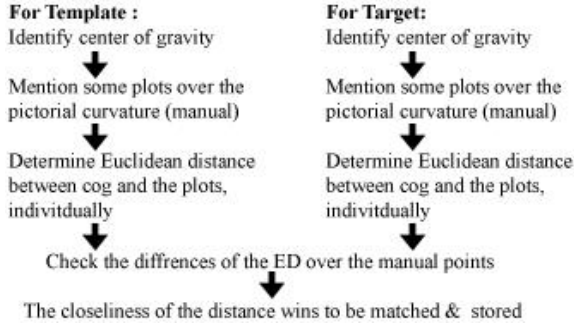 For Template :
Identify center of gravity
Mention some plots over the
pictorial curvature (manual)
Determine Euclidean distance
between cog and the plots,
indivitdually
For Target:
Identify center of gravity
Mention some plots over the
pictorial curvature (manual)
Determine Euclidean distance
between cog and the plots,
indivitdually
Check the diffrences of the ED over the manual points
The closeliness of the distance wins to be matched & stored